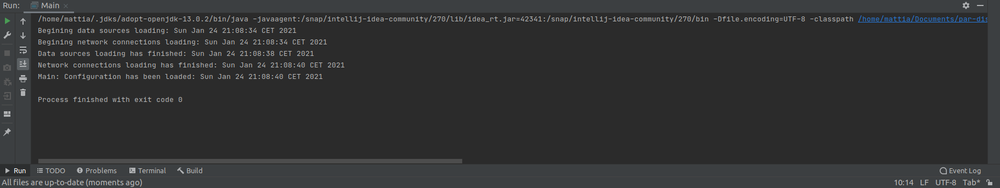 Run: Main
/home/mattia/.jdks/adopt-openjdk-13.0.2/bin/java -javaagent:/snap/intellij-idea-community/270/lib/idea_rt.jar=42341:/snap/intellij-idea-community/270/bin -Dfile.encoding=UTF-8 -classpath /home/mattia/Documents/par-dis
Begining data sources loading: Sun Jan 24 21:08:34 CET 2021
Begining network connections loading: Sun Jan 24 21:08:34 CET 2021
Data sources loading has finished: Sun Jan 24 21:08:38 CET 2021
Network connections loading has finished: Sun Jan 24 21:08:40 CET 2021
Main: Configuration has been loaded: Sun Jan 24 21:08:40 CET 2021
Process finished with exit code 0
Run TODO Problems Terminal Build Event Log
All files are up-to-date (moments ago) 10:14 LF UTF-8 Tab*